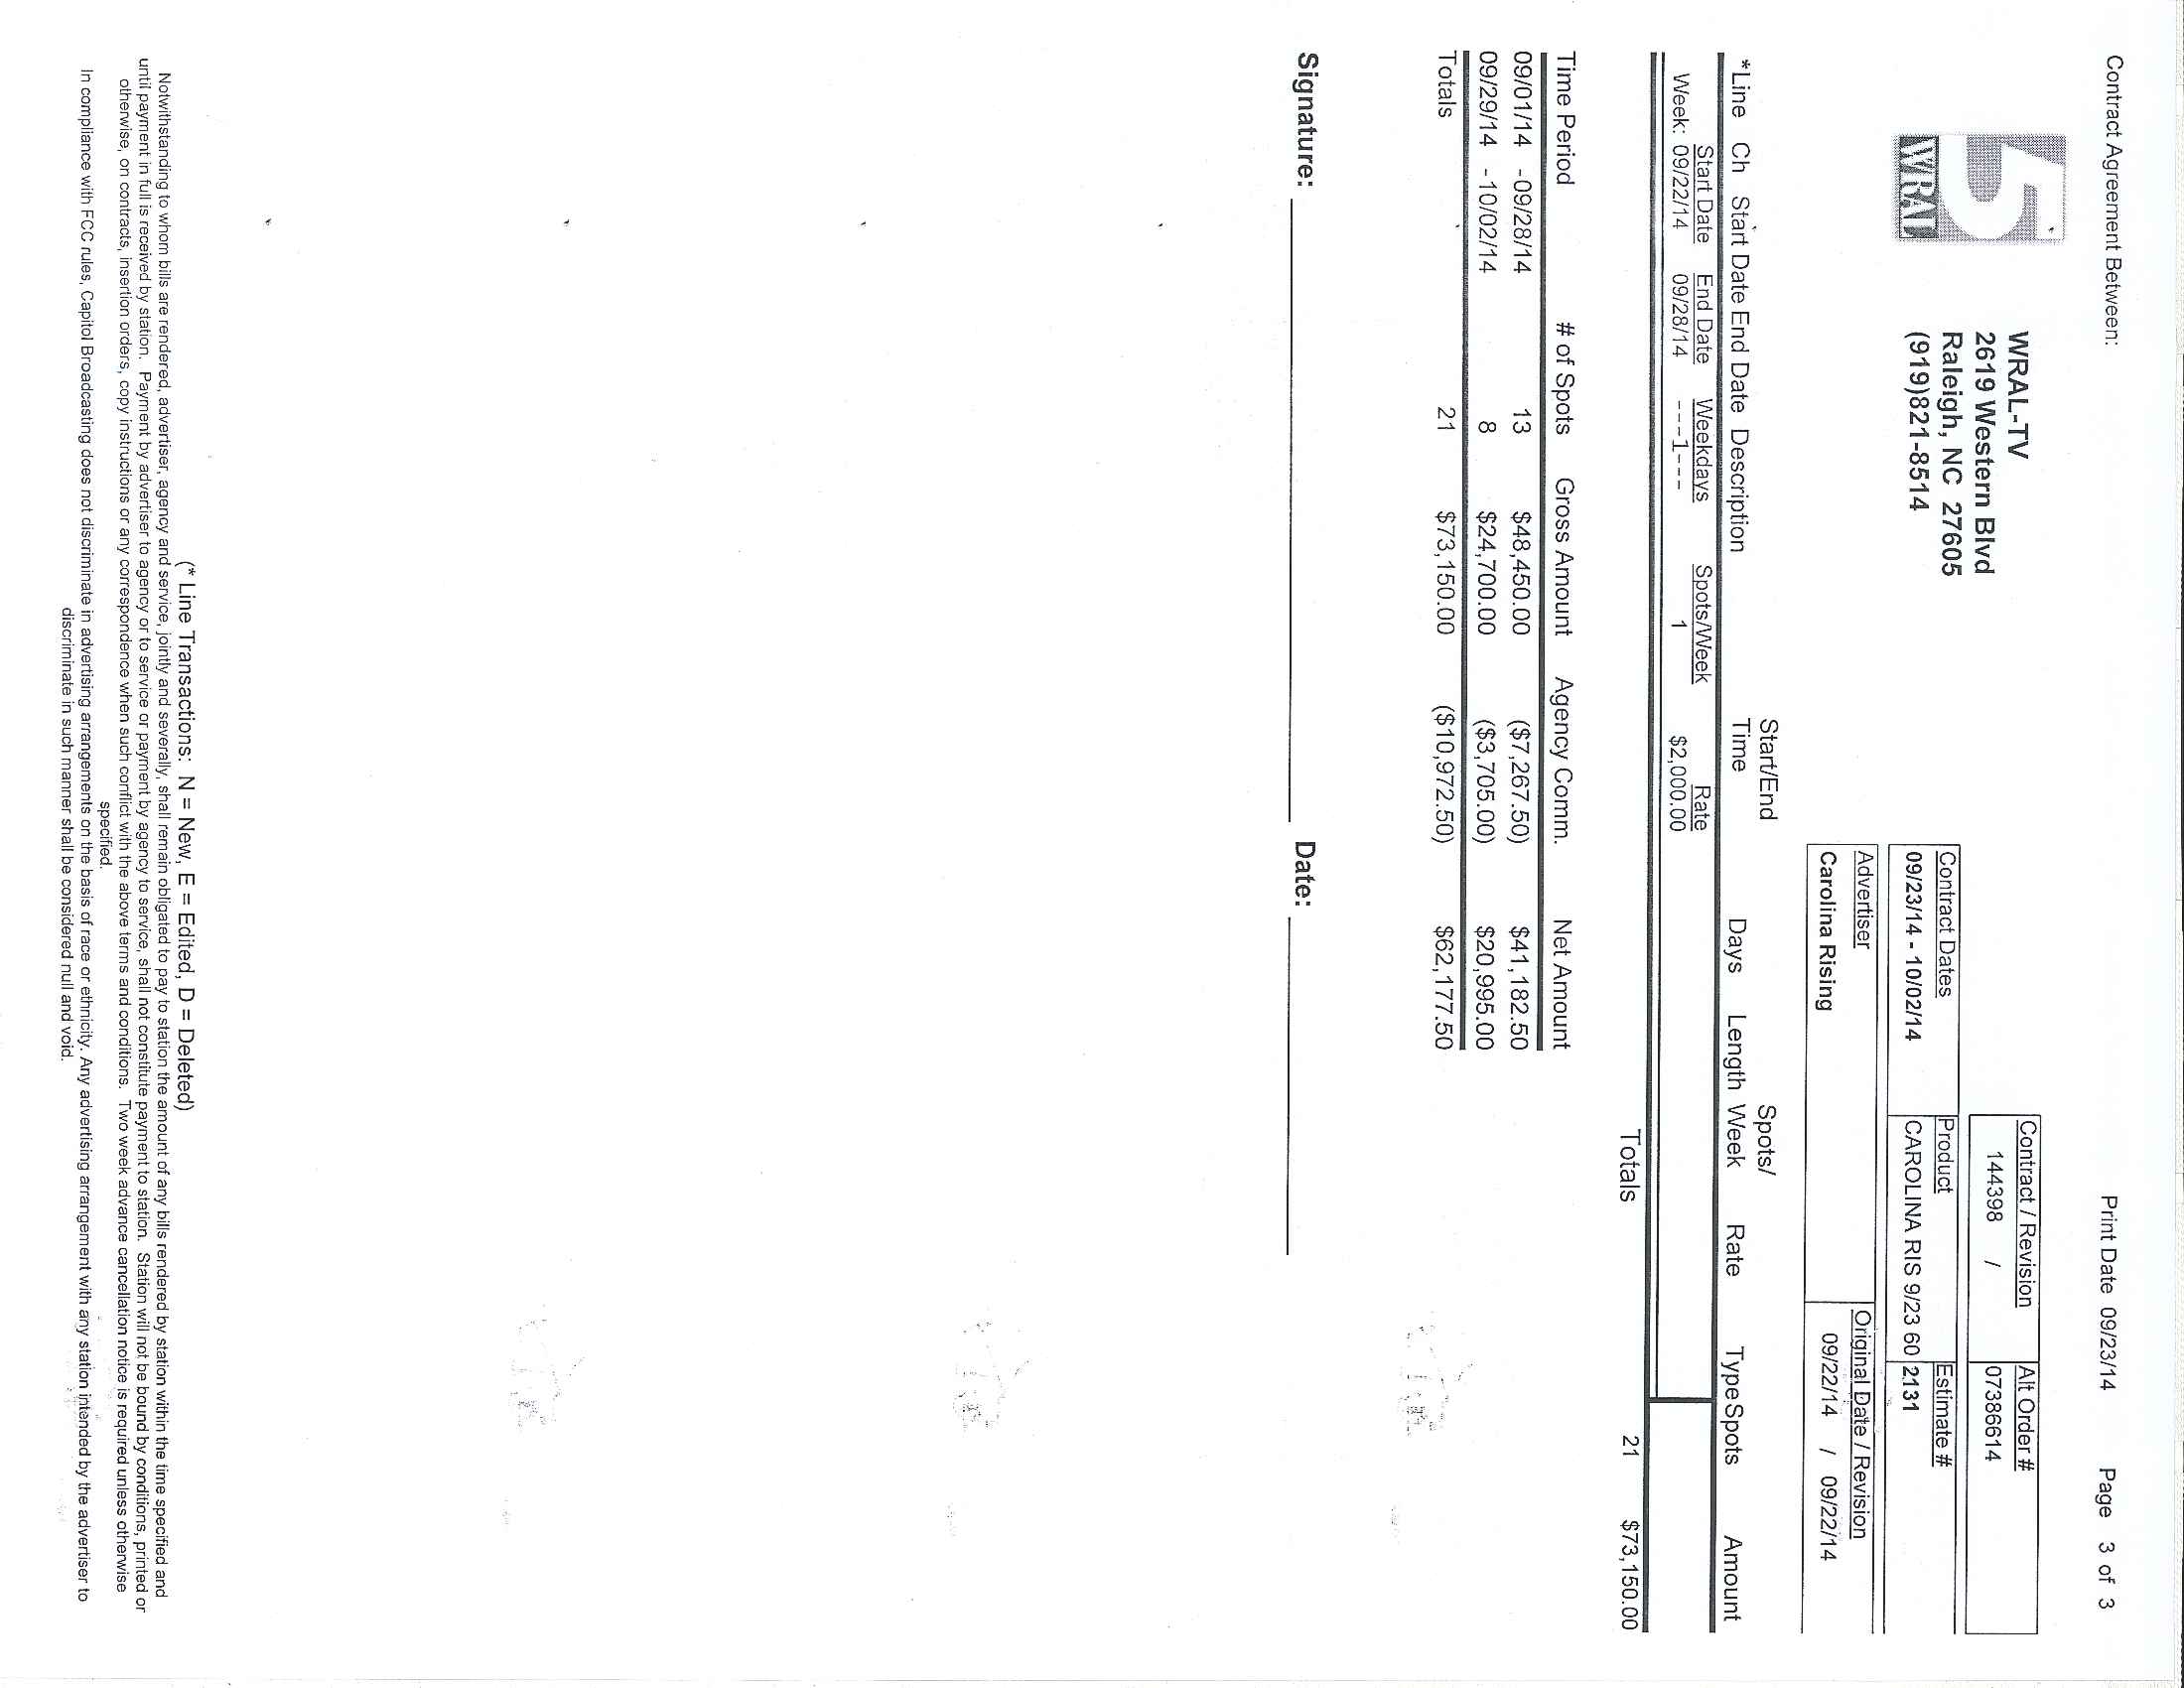 Contract Agreement Between:
Print Date 09/23/14 Page 3 of 3
5
WRAL
WRAL-TV
2619 Western Blvd
Raleigh, NC 27605
(919)821-8514
Contract / Revision Alt Order #
144398 / 07386614
Contract Dates Product Estimate #
09/23/14 - 10/02/14 CAROLINA RIS 9/23 60 2131
Advertiser Original Date / Revision
Carolina Rising 09/22/14 / 09/22/14
Start/End Spots/
*Line Ch Start Date End Date Description Time Days Length Week Rate Type Spots Amount
Start Date End Date Weekdays Spots/Week Rate
Week: 09/22/14 09/28/14 ---1--- 1 $2,000.00
Totals 21 $73,150.00
Time Period # of Spots Gross Amount Agency Comm. Net Amount
09/01/14 -09/28/14 13 $48,450.00 ($7,267.50) $41,182.50
09/29/14 -10/02/14 8 $24,700.00 ($3,705.00) $20,995.00
Totals 21 $73,150.00 ($10,972.50) $62,177.50
Signature: Date:
(* Line Transactions: N = New, E = Edited, D = Deleted)
Notwithstanding to whom bills are rendered, advertiser, agency and service, jointly and severally, shall remain obligated to pay to station the amount of any bills rendered by station within the time specified and
until payment in full is received by station. Payment by advertiser to agency or to service or payment by agency to service, shall not constitute payment to station. Station will not be bound by conditions, printed or
otherwise, on contracts, insertion orders, copy instructions or any correspondence when such conflict with the above terms and conditions. Two week advance cancellation notice is required unless otherwise
specified.
In compliance with FCC rules, Capitol Broadcasting does not discriminate in advertising arrangements on the basis of race or ethnicity. Any advertising arrangement with any station intended by the advertiser to
discriminate in such manner shall be considered null and void.